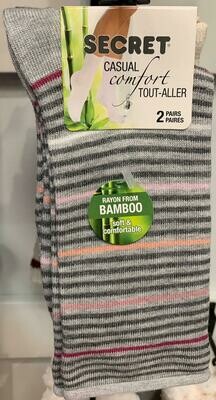 SECRET®
CASUAL
comfort
TOUT-ALLER
2 PAIRS
PAIRES
RAYON FROM
BAMBOO
soft &
comfortable